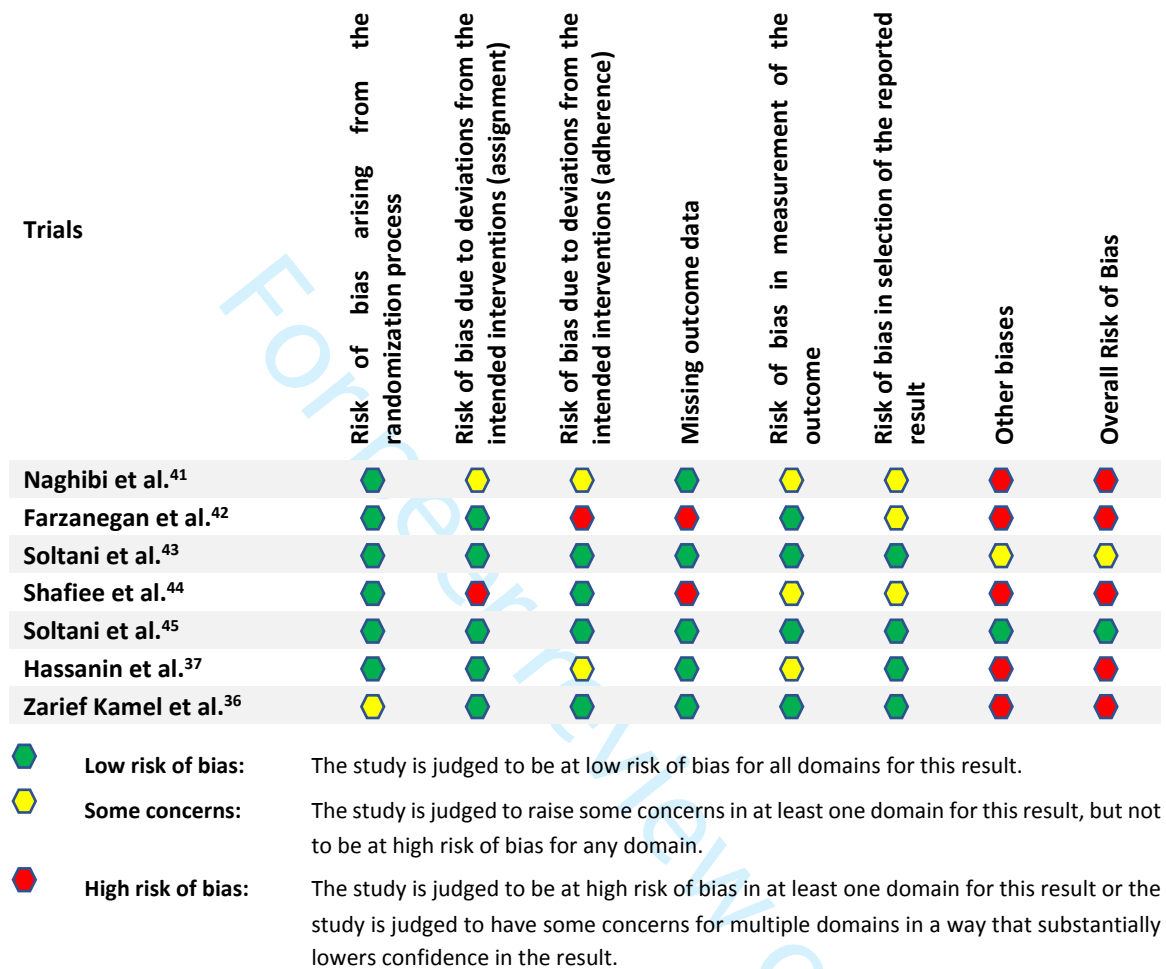 Trials
Risk of bias arising from the
randomization process
Risk of bias due to deviations from the
intended interventions (assignment)
Risk of bias due to deviations from the
intended interventions (adherence)
Missing outcome data
Risk of bias in measurement of the
outcome
Risk of bias in selection of the reported
result
Other biases
Overall Risk of Bias
Naghibi et al.41
Farzanegan et al.42
Soltani et al.43
Shafiee et al.44
Soltani et al.45
Hassanin et al.37
Zarief Kamel et al.36
Low risk of bias: The study is judged to be at low risk of bias for all domains for this result.
Some concerns: The study is judged to raise some concerns in at least one domain for this result, but not
to be at high risk of bias for any domain.
High risk of bias: The study is judged to be at high risk of bias in at least one domain for this result or the
study is judged to have some concerns for multiple domains in a way that substantially
lowers confidence in the result.
For peer review o